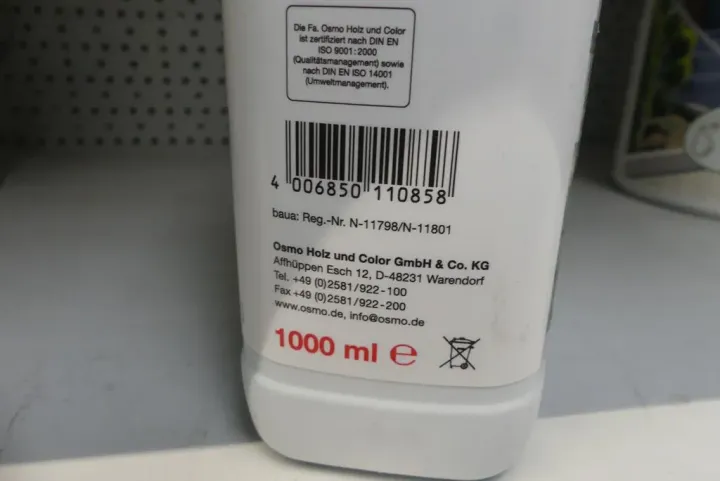 Die Fa. Osmo Holz und Color
ist zertifiziert nach DIN EN
ISO 9001:2000
(Qualitätsmanagement) sowie
nach DIN EN ISO 14001
(Umweltmanagement).
4 006850 110858
baua: Reg.-Nr. N-11798/N-11801
Osmo Holz und Color GmbH & Co. KG
Affhüppen Esch 12, D-48231 Warendorf
Tel. +49 (0)2581/922-100
Fax +49 (0)2581/922-200
www.osmo.de, info@osmo.de
1000 ml ℮